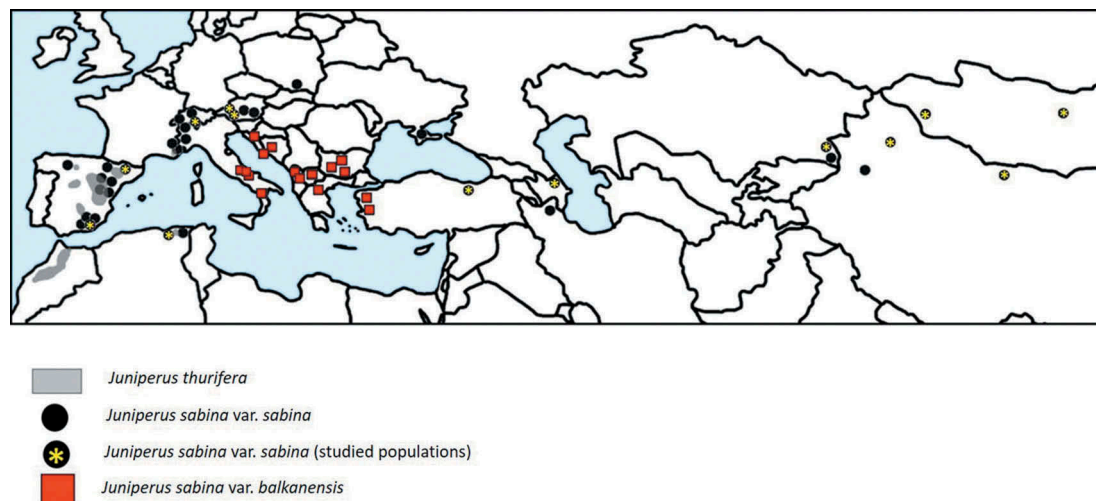 Juniperus thurifera
Juniperus sabina var. sabina
Juniperus sabina var. sabina (studied populations)
Juniperus sabina var. balkanensis